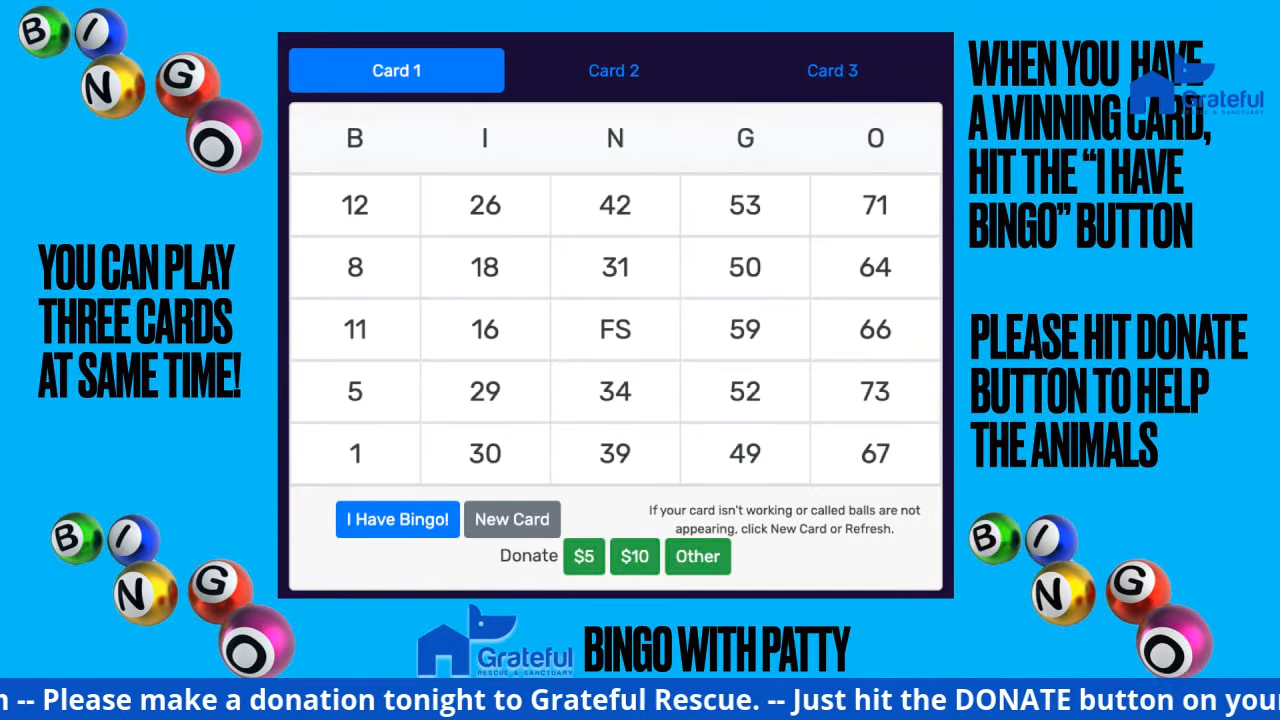 B I
N G
O
Card 1 Card 2 Card 3
WHEN YOU HAVE
A WINNING CARD,
HIT THE “I HAVE
BINGO” BUTTON
Grateful
RESCUE & SANCTUARY
B I N G O
12 26 42 53 71
8 18 31 50 64
11 16 FS 59 66
5 29 34 52 73
1 30 39 49 67
YOU CAN PLAY
THREE CARDS
AT SAME TIME!
PLEASE HIT DONATE
BUTTON TO HELP
THE ANIMALS
I Have Bingo! New Card
If your card isn't working or called balls are not
appearing, click New Card or Refresh.
Donate $5 $10 Other
B I
N G
O
B I
N G
O
Grateful
RESCUE & SANCTUARY
BINGO WITH PATTY
-- Please make a donation tonight to Grateful Rescue. -- Just hit the DONATE button on your